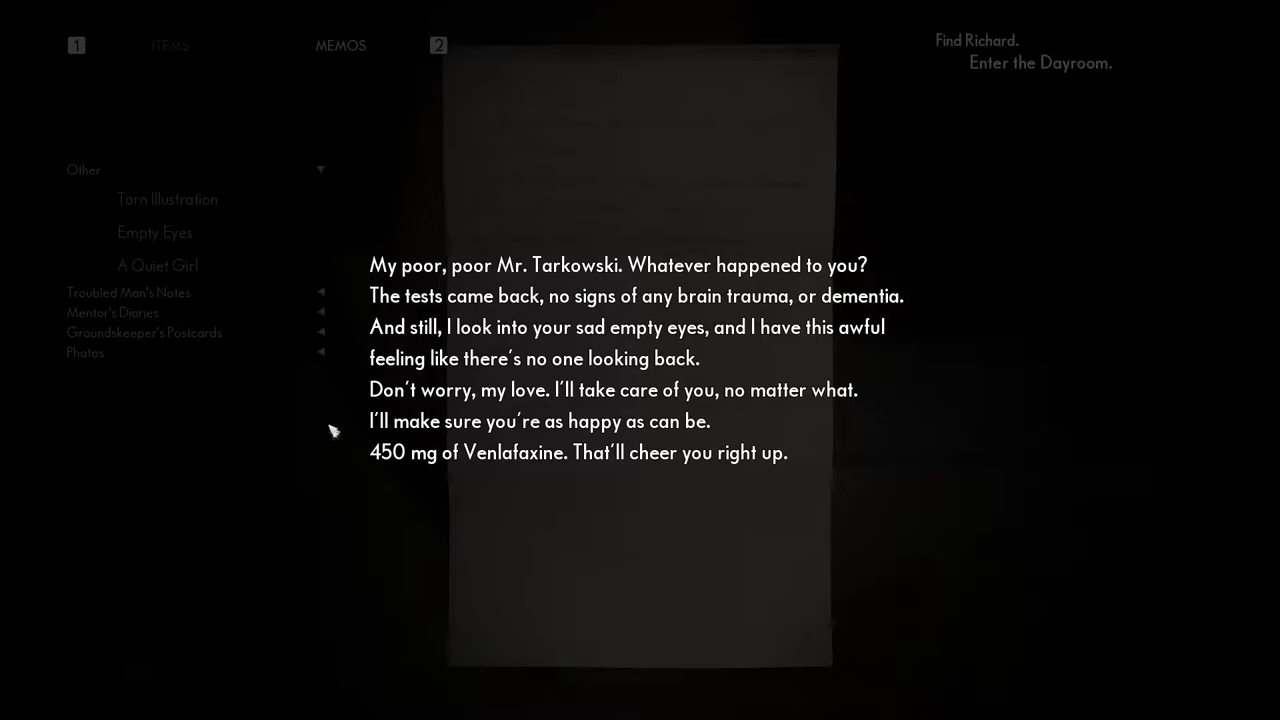 1
ITEMS
MEMOS
2
Find Richard.
Enter the Dayroom.
Other
Torn Illustration
Empty Eyes
A Quiet Girl
Troubled Man's Notes
Mentor's Diaries
Groundskeeper's Postcards
Photos
My poor, poor Mr. Tarkowski. Whatever happened to you?
The tests came back, no signs of any brain trauma, or dementia.
And still, I look into your sad empty eyes, and I have this awful
feeling like there's no one looking back.
Don't worry, my love. I'll take care of you, no matter what.
I'll make sure you're as happy as can be.
450 mg of Venlafaxine. That'll cheer you right up.